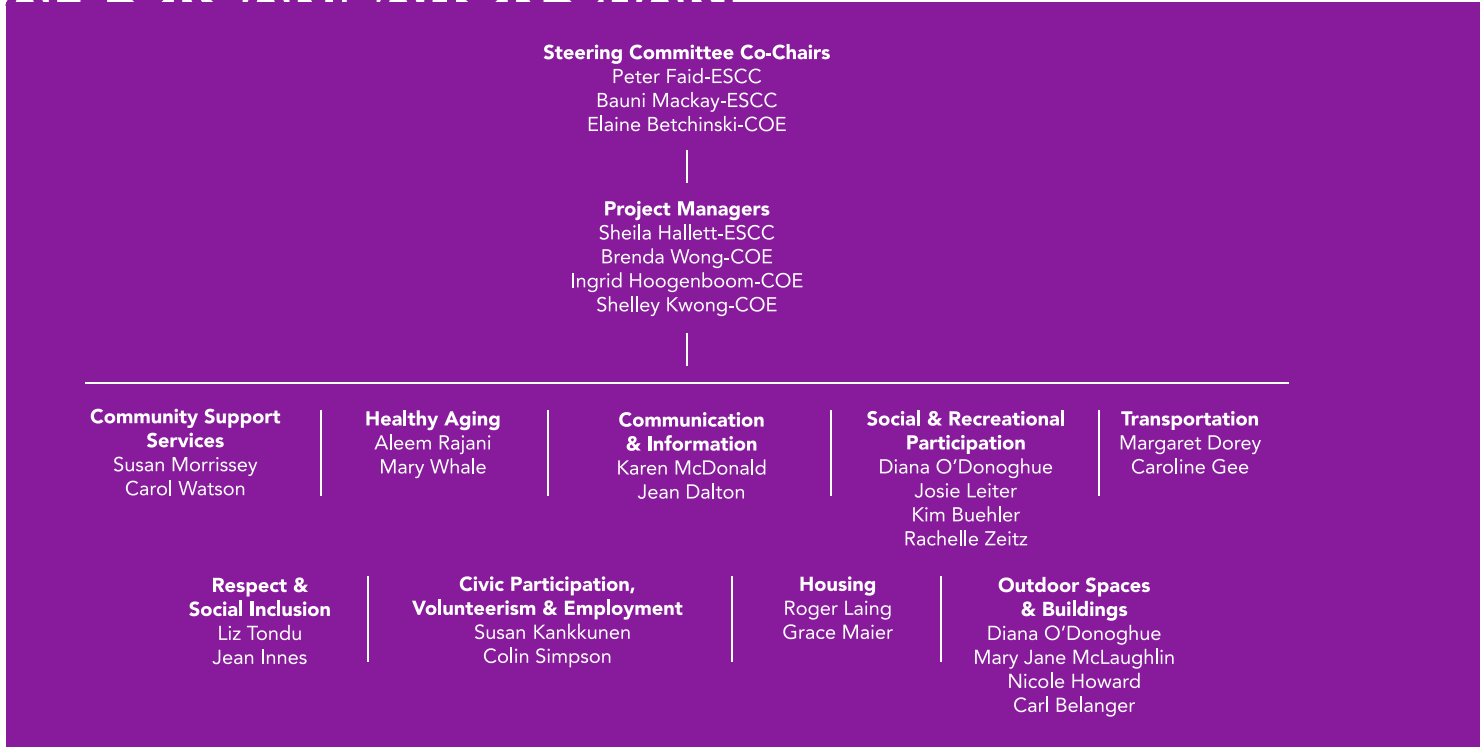 Steering Committee Co-Chairs
Peter Faid-ESCC
Bauni Mackay-ESCC
Elaine Betchinski-COE
Project Managers
Sheila Hallett-ESCC
Brenda Wong-COE
Ingrid Hoogenboom-COE
Shelley Kwong-COE
Community Support
Services
Susan Morrissey
Carol Watson
Healthy Aging
Aleem Rajani
Mary Whale
Communication
& Information
Karen McDonald
Jean Dalton
Social & Recreational
Participation
Diana O’Donoghue
Josie Leiter
Kim Buehler
Rachelle Zeitz
Transportation
Margaret Dorey
Caroline Gee
Respect &
Social Inclusion
Liz Tondu
Jean Innes
Civic Participation,
Volunteerism & Employment
Susan Kankkunen
Colin Simpson
Housing
Roger Laing
Grace Maier
Outdoor Spaces
& Buildings
Diana O’Donoghue
Mary Jane McLaughlin
Nicole Howard
Carl Belanger